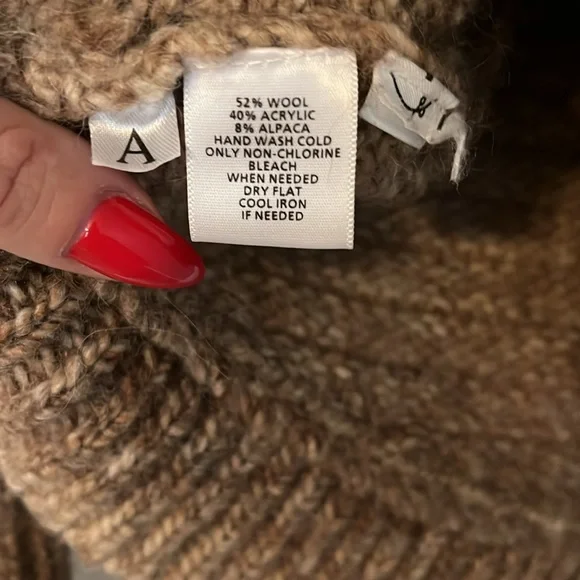 A
52% WOOL
40% ACRYLIC
8% ALPACA
HAND WASH COLD
ONLY NON-CHLORINE
BLEACH
WHEN NEEDED
DRY FLAT
COOL IRON
IF NEEDED